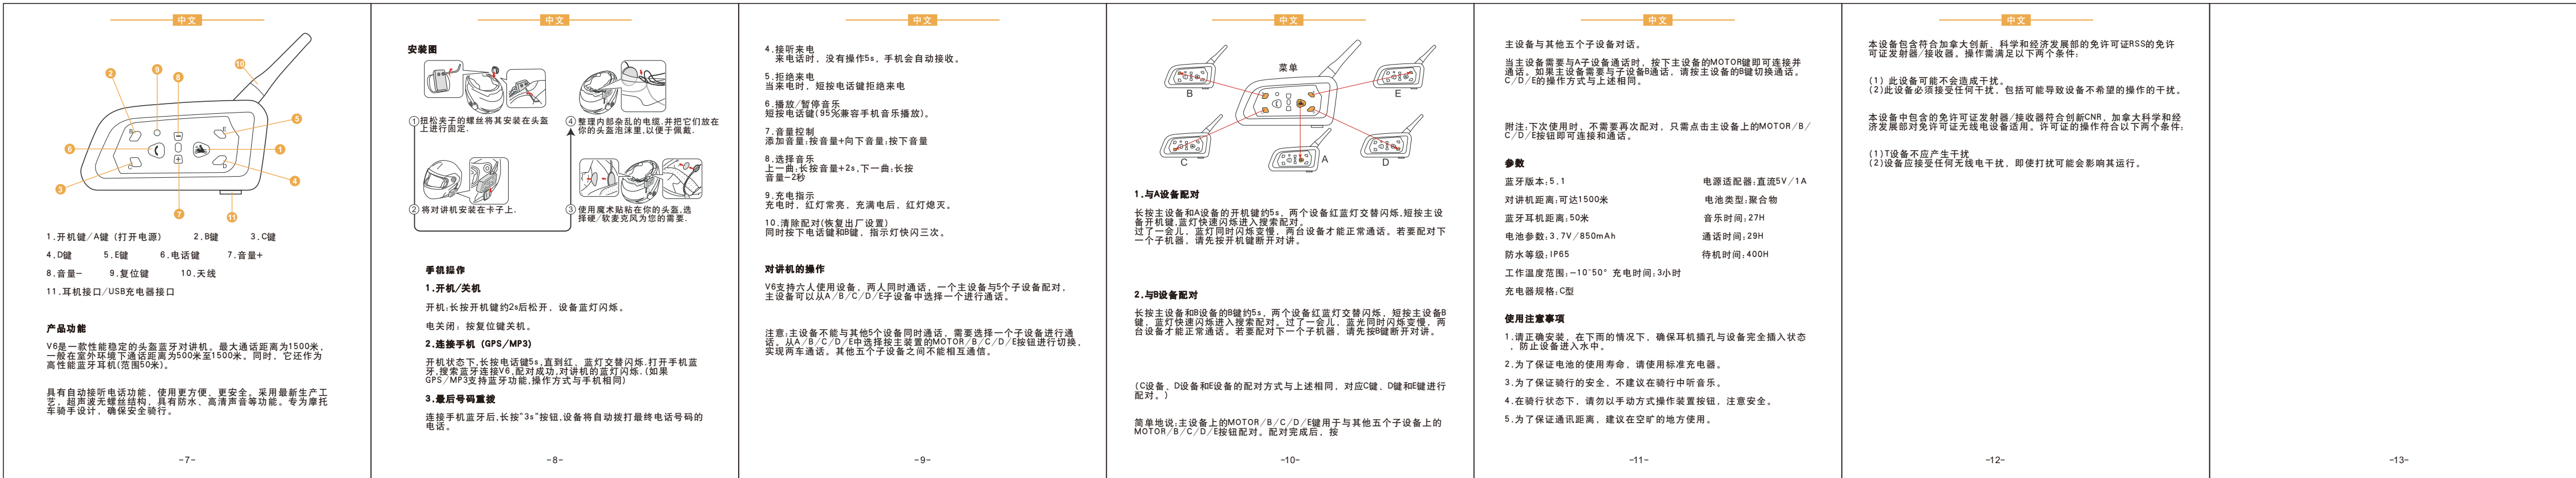 中文
10
2
9
8
5
B
E
6
1
C
D
3
4
7
11
1.开机键/A键 (打开电源) 2.B键 3.C键
4.D键 5.E键 6.电话键 7.音量+
8.音量- 9.复位键 10.天线
11.耳机接口/USB充电器接口
产品功能
V6是一款性能稳定的头盔蓝牙对讲机。最大通话距离为1500米，
一般在室外环境下通话距离为500米至1500米。同时，它还作为
高性能蓝牙耳机(范围50米)。
具有自动接听电话功能，使用更方便，更安全。采用最新生产工
艺，超声波无螺丝结构，具有防水、高清声音等功能。专为摩托
车骑手设计，确保安全骑行。
-7-
中文
安装图
①扭松夹子的螺丝将其安装在头盔
上进行固定.
④整理内部杂乱的电缆.并把它们放在
你的头盔泡沫里,以便于佩戴.
②将对讲机安装在卡子上.
③使用魔术贴粘在你的头盔,选
择硬/软麦克风为您的需要.
手机操作
1.开机/关机
开机:长按开机键约2s后松开，设备蓝灯闪烁。
电关闭：按复位键关机。
2.连接手机 (GPS/MP3)
开机状态下,长按电话键5s,直到红、蓝灯交替闪烁.打开手机蓝
牙,搜索蓝牙连接V6,配对成功,对讲机的蓝灯闪烁.(如果
GPS/MP3支持蓝牙功能,操作方式与手机相同)
3.最后号码重拨
连接手机蓝牙后,长按"3s"按钮,设备将自动拨打最终电话号码的
电话。
-8-
中文
4.接听来电
来电话时，没有操作5s，手机会自动接收。
5.拒绝来电
当来电时，短按电话键拒绝来电
6.播放/暂停音乐
短按电话键(95%兼容手机音乐播放)。
7.音量控制
添加音量:按音量+向下音量:按下音量
8.选择音乐
上一曲:长按音量+2s,下一曲:长按
音量-2秒
9.充电指示
充电时，红灯常亮，充满电后，红灯熄灭。
10.清除配对(恢复出厂设置)
同时按下电话键和B键，指示灯快闪三次。
对讲机的操作
V6支持六人使用设备，两人同时通话，一个主设备与5个子设备配对，
主设备可以从A/B/C/D/E子设备中选择一个进行通话。
注意:主设备不能与其他5个设备同时通话，需要选择一个子设备进行通
话。从A/B/C/D/E中选择按主装置的MOTOR/B/C/D/E按钮进行切换，
实现两车通话。其他五个子设备之间不能相互通信。
-9-
中文
菜单
B
E
C
A
D
1.与A设备配对
长按主设备和A设备的开机键约5s，两个设备红蓝灯交替闪烁,短按主设
备开机键,蓝灯快速闪烁进入搜索配对，
过了一会儿，蓝灯同时闪烁变慢，两台设备才能正常通话。若要配对下
一个子机器，请先按开机键断开对讲。
2.与B设备配对
长按主设备和B设备的B键约5s，两个设备红蓝灯交替闪烁，短按主设备B
键，蓝灯快速闪烁进入搜索配对。过了一会儿，蓝光同时闪烁变慢，两
台设备才能正常通话。若要配对下一个子机器，请先按B键断开对讲。
(C设备、D设备和E设备的配对方式与上述相同，对应C键、D键和E键进行
配对。)
简单地说:主设备上的MOTOR/B/C/D/E键用于与其他五个子设备上的
MOTOR/B/C/D/E按钮配对。配对完成后，按
-10-
中文
主设备与其他五个子设备对话。
当主设备需要与A子设备通话时，按下主设备的MOTOR键即可连接并
通话。如果主设备需要与子设备B通话，请按主设备的B键切换通话。
C/D/E的操作方式与上述相同。
附注:下次使用时，不需要再次配对，只需点击主设备上的MOTOR/B/
C/D/E按钮即可连接和通话。
参数
蓝牙版本:5.1 电源适配器:直流5V/1A
对讲机距离:可达1500米 电池类型:聚合物
蓝牙耳机距离:50米 音乐时间:27H
电池参数:3.7V/850mAh 通话时间:29H
防水等级:IP65 待机时间:400H
工作温度范围:-10~50° 充电时间:3小时
充电器规格:C型
使用注意事项
1.请正确安装，在下雨的情况下，确保耳机插孔与设备完全插入状态
，防止设备进入水中。
2.为了保证电池的使用寿命，请使用标准充电器。
3.为了保证骑行的安全，不建议在骑行中听音乐。
4.在骑行状态下，请勿以手动方式操作装置按钮，注意安全。
5.为了保证通讯距离，建议在空旷的地方使用。
-11-
中文
本设备包含符合加拿大创新、科学和经济发展部的免许可证RSS的免许
可证发射器/接收器，操作需满足以下两个条件:
(1) 此设备可能不会造成干扰。
(2)此设备必须接受任何干扰，包括可能导致设备不希望的操作的干扰。
本设备中包含的免许可证发射器/接收器符合创新CNR，加拿大科学和经
济发展部对免许可证无线电设备适用。许可证的操作符合以下两个条件:
(1)T设备不应产生干扰
(2)设备应接受任何无线电干扰，即使打扰可能会影响其运行。
-12-
-13-